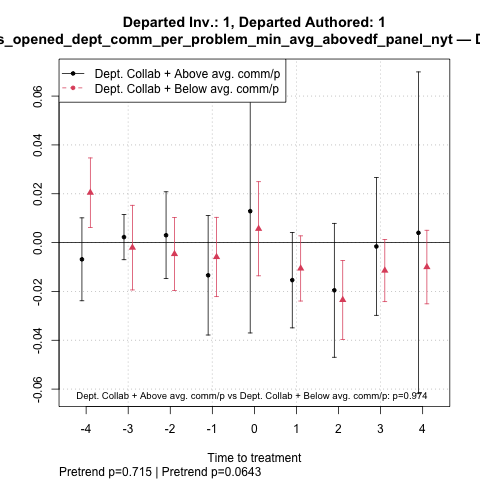 Departed Inv.: 1, Departed Authored: 1
s_opened_dept_comm_per_problem_min_avg_abovedf_panel_nyt — D
Dept. Collab + Above avg. comm/p
Dept. Collab + Below avg. comm/p
0.06
0.04
0.02
0.00
-0.02
-0.04
-0.06
Dept. Collab + Above avg. comm/p vs Dept. Collab + Below avg. comm/p: p=0.974
-4 -3 -2 -1 0 1 2 3 4
Time to treatment
Pretrend p=0.715 | Pretrend p=0.0643